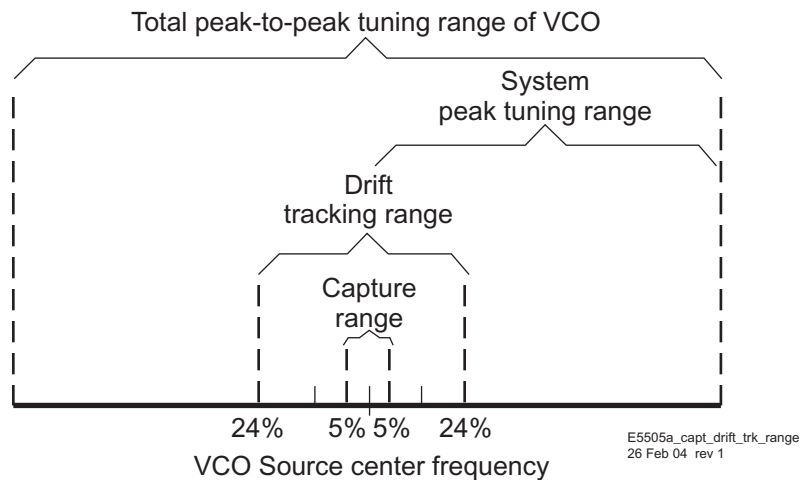 Total peak-to-peak tuning range of VCO
System
peak tuning range
Drift
tracking range
Capture
range
24% 5% 5% 24%
VCO Source center frequency
E5505a_capt_drift_trk_range
26 Feb 04 rev 1